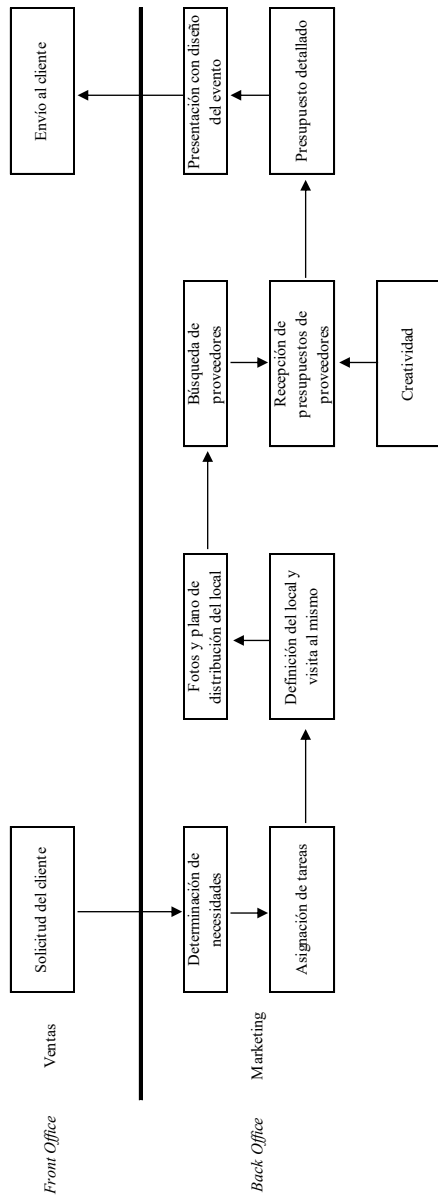 Front Office
Ventas
Solicitud del cliente
Envío al cliente
Back Office
Marketing
Determinación de
necesidades
Asignación de tareas
Fotos y plano de
distribución del local
Definición del local y
visita al mismo
Búsqueda de
proveedores
Recepción de
presupuestos de
proveedores
Creatividad
Presentación con diseño
del evento
Presupuesto detallado